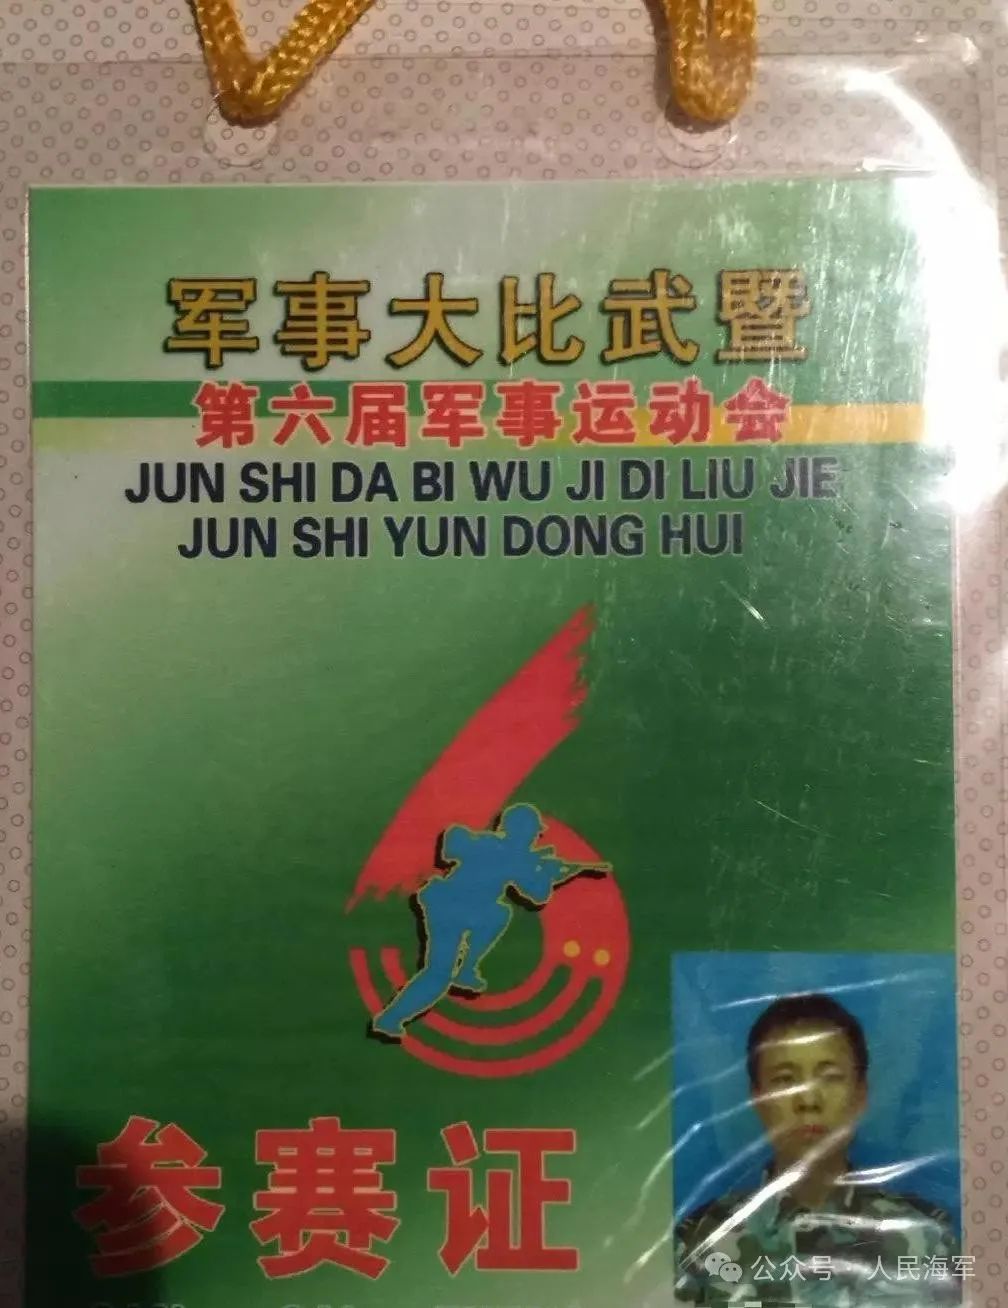 军事大比武暨
第六届军事运动会
JUN SHI DA BI WU JI DI LIU JIE
JUN SHI YUN DONG HUI
参赛证
公众号·人民海军